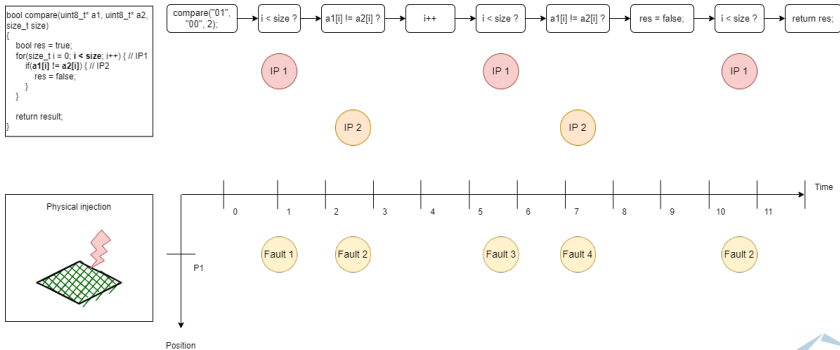 bool compare(uint8_t* a1, uint8_t* a2,
size_t size)
{
bool res = true;
for(size_t i = 0; i < size; i++) { // IP1
if(a1[i] != a2[i]) { // IP2
res = false;
}
}
return result;
}
compare("01",
"00", 2};
i < size ?
a1[i] != a2[i] ?
i++
i < size ?
a1[i] != a2[i] ?
res = false;
i < size ?
return res;
IP 1
IP 1
IP 1
IP 2
IP 2
Physical injection
Time
0
1
2
3
4
5
6
7
8
9
10
11
P1
Fault 1
Fault 2
Fault 3
Fault 4
Fault 2
Position